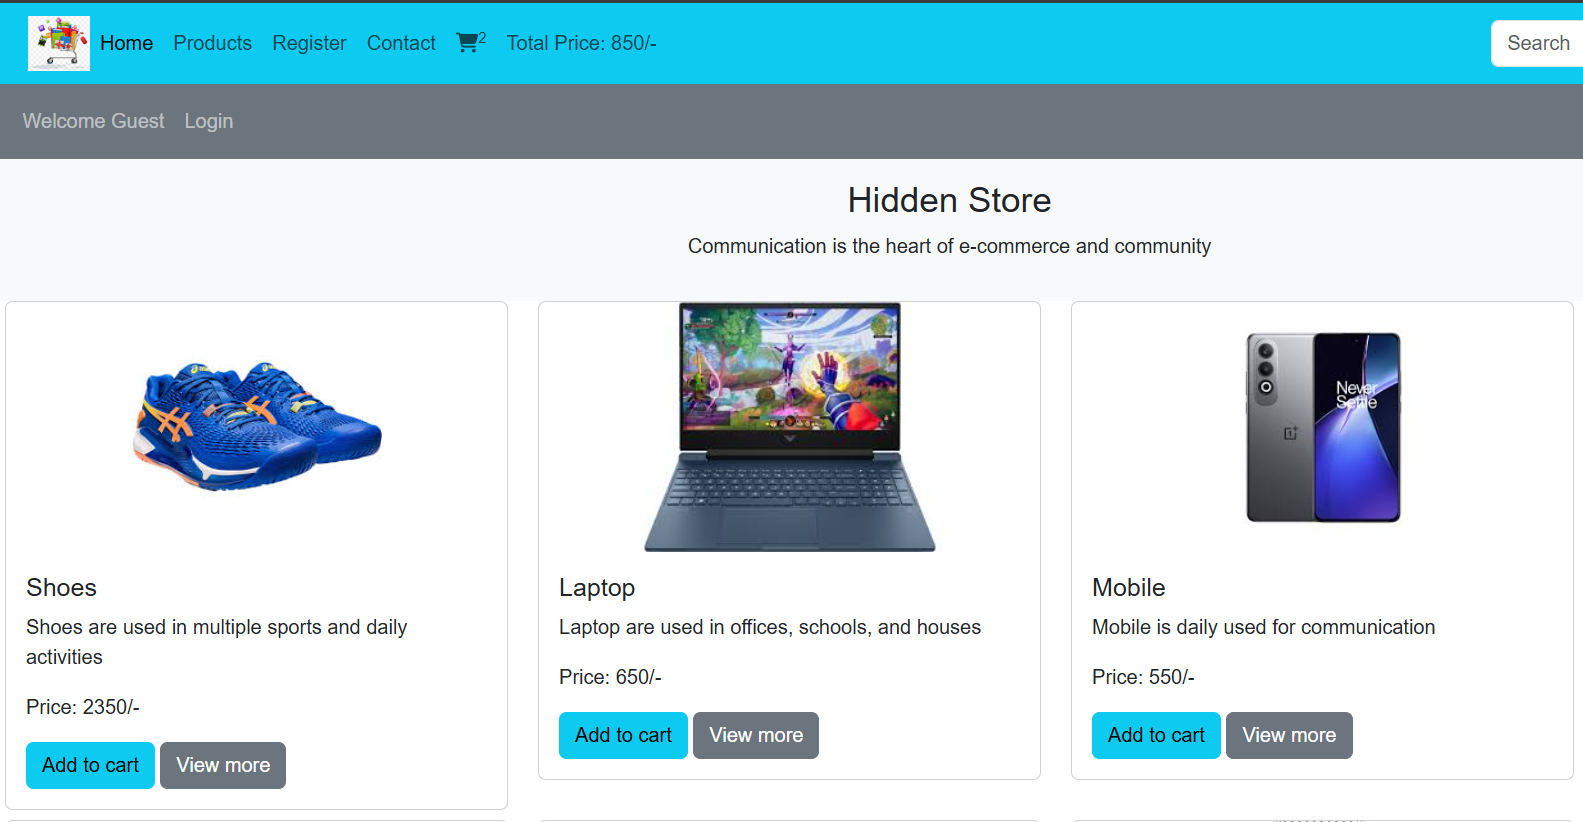 Home Products Register Contact 2 Total Price: 850/- Search
Welcome Guest Login
Hidden Store
Communication is the heart of e-commerce and community
Never
Settle
Shoes
Shoes are used in multiple sports and daily
activities
Price: 2350/-
Add to cart View more
Laptop
Laptop are used in offices, schools, and houses
Price: 650/-
Add to cart View more
Mobile
Mobile is daily used for communication
Price: 550/-
Add to cart View more